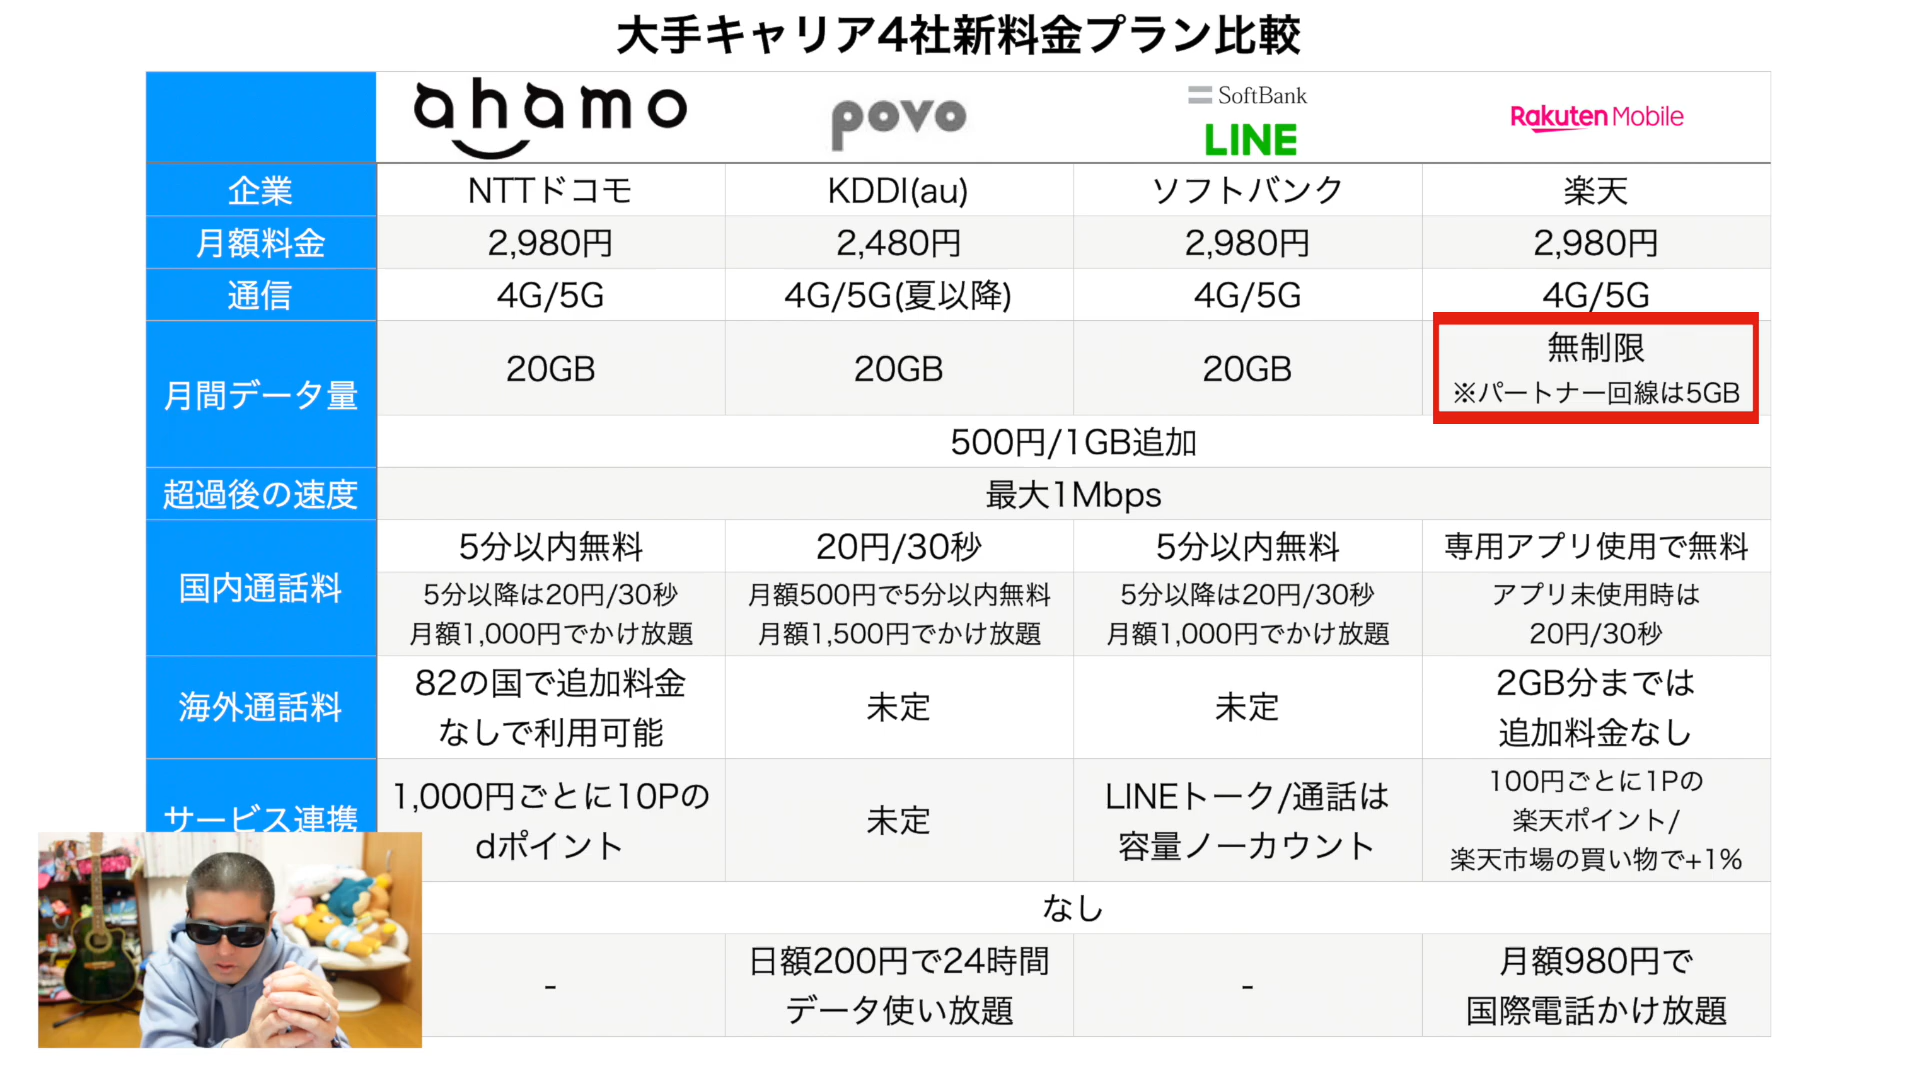 大手キャリア4社新料金プラン比較
ahamo
povo
SoftBank
LINE
Rakuten Mobile
企業
NTTドコモ
KDDI(au)
ソフトバンク
楽天
月額料金
2,980円
2,480円
2,980円
2,980円
通信
4G/5G
4G/5G(夏以降)
4G/5G
4G/5G
月間データ量
20GB
20GB
20GB
無制限
※パートナー回線は5GB
500円/1GB追加
超過後の速度
最大1Mbps
国内通話料
5分以内無料
20円/30秒
5分以内無料
専用アプリ使用で無料
5分以降は20円/30秒
月額1,000円でかけ放題
月額500円で5分以内無料
月額1,500円でかけ放題
5分以降は20円/30秒
月額1,000円でかけ放題
アプリ未使用時は
20円/30秒
海外通話料
82の国で追加料金
なしで利用可能
未定
未定
2GB分までは
追加料金なし
サービス連携
1,000円ごとに10Pの
dポイント
未定
LINEトーク/通話は
容量ノーカウント
100円ごとに1Pの
楽天ポイント/
楽天市場の買い物で+1%
なし
-
日額200円で24時間
データ使い放題
-
月額980円で
国際電話かけ放題